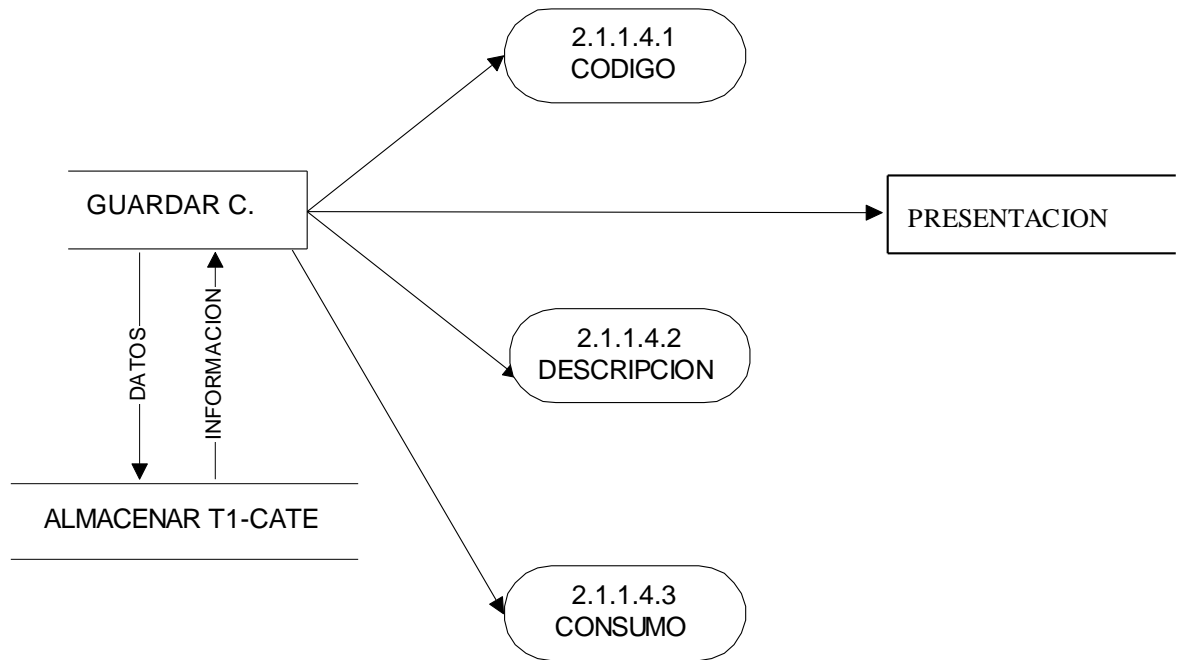 2.1.1.4.1
CODIGO
GUARDAR C.
PRESENTACION
DATOS
INFORMACION
2.1.1.4.2
DESCRIPCION
ALMACENAR T1-CATE
2.1.1.4.3
CONSUMO